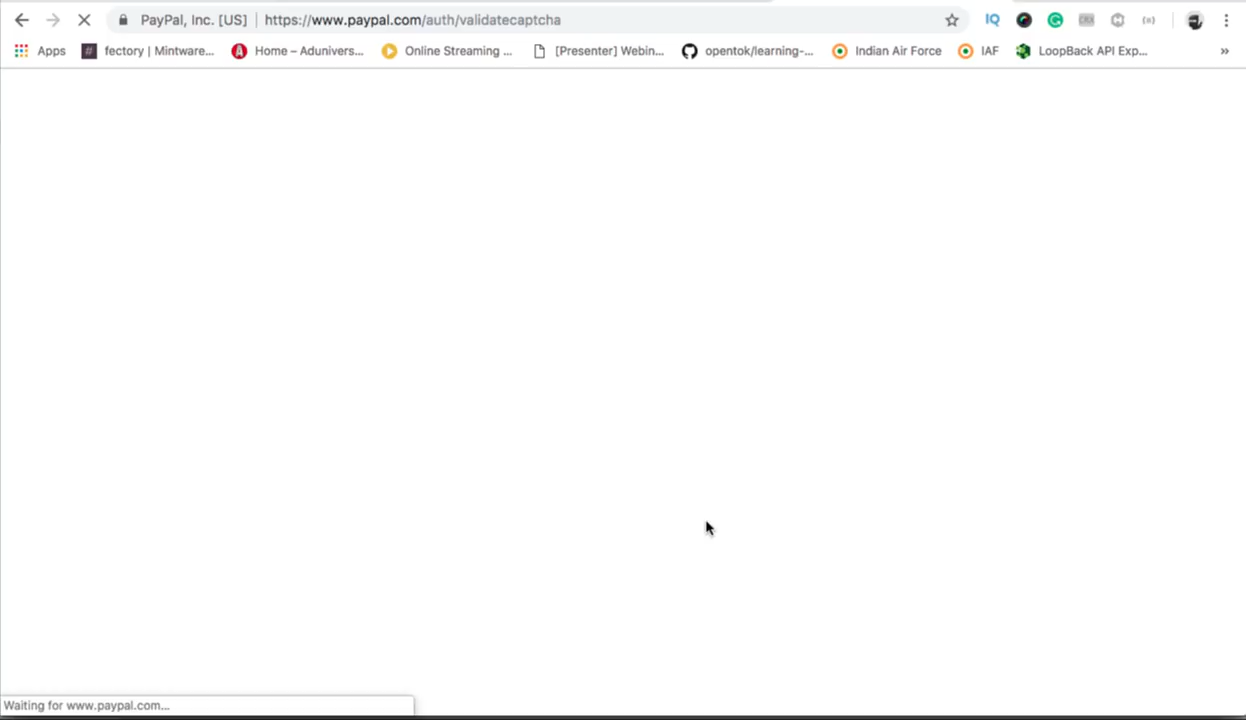 PayPal, Inc. [US] https://www.paypal.com/auth/validatecaptcha IQ
Apps fectory | Mintware... Home – Adunivers... Online Streaming ... [Presenter] Webin... opentok/learning-... Indian Air Force IAF LoopBack API Exp... »
Waiting for www.paypal.com...